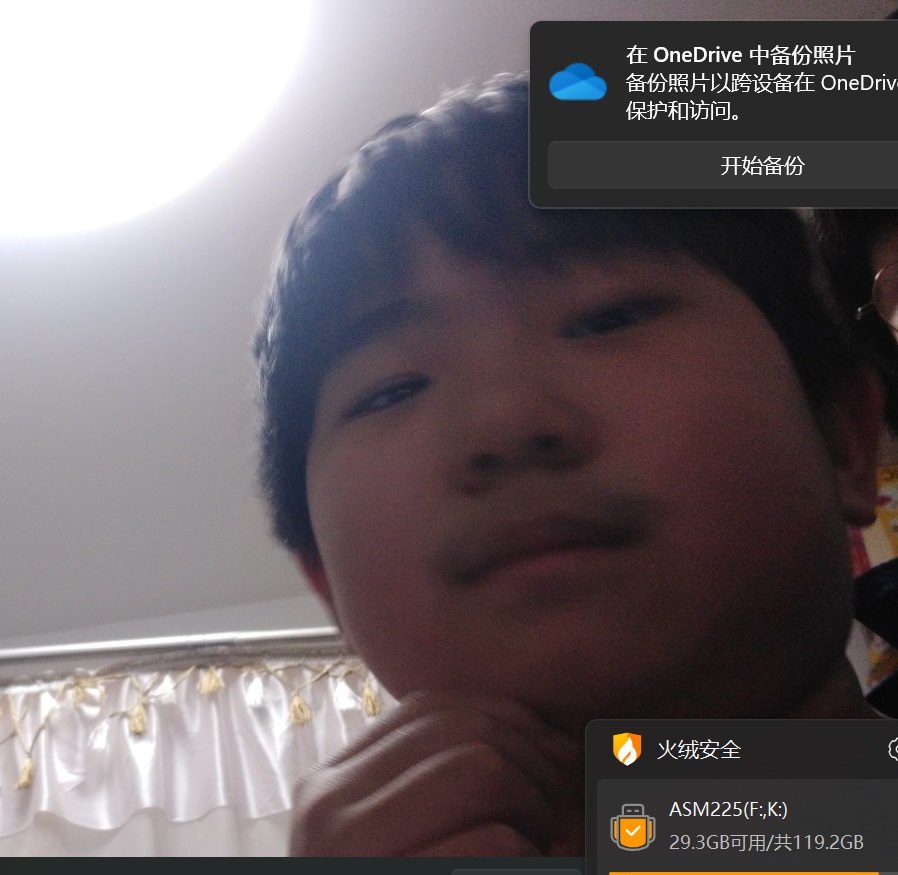 在 OneDrive 中备份照片
备份照片以跨设备在 OneDriv
保护和访问。
开始备份
火绒安全
ASM225(F:,K:)
29.3GB可用/共119.2GB